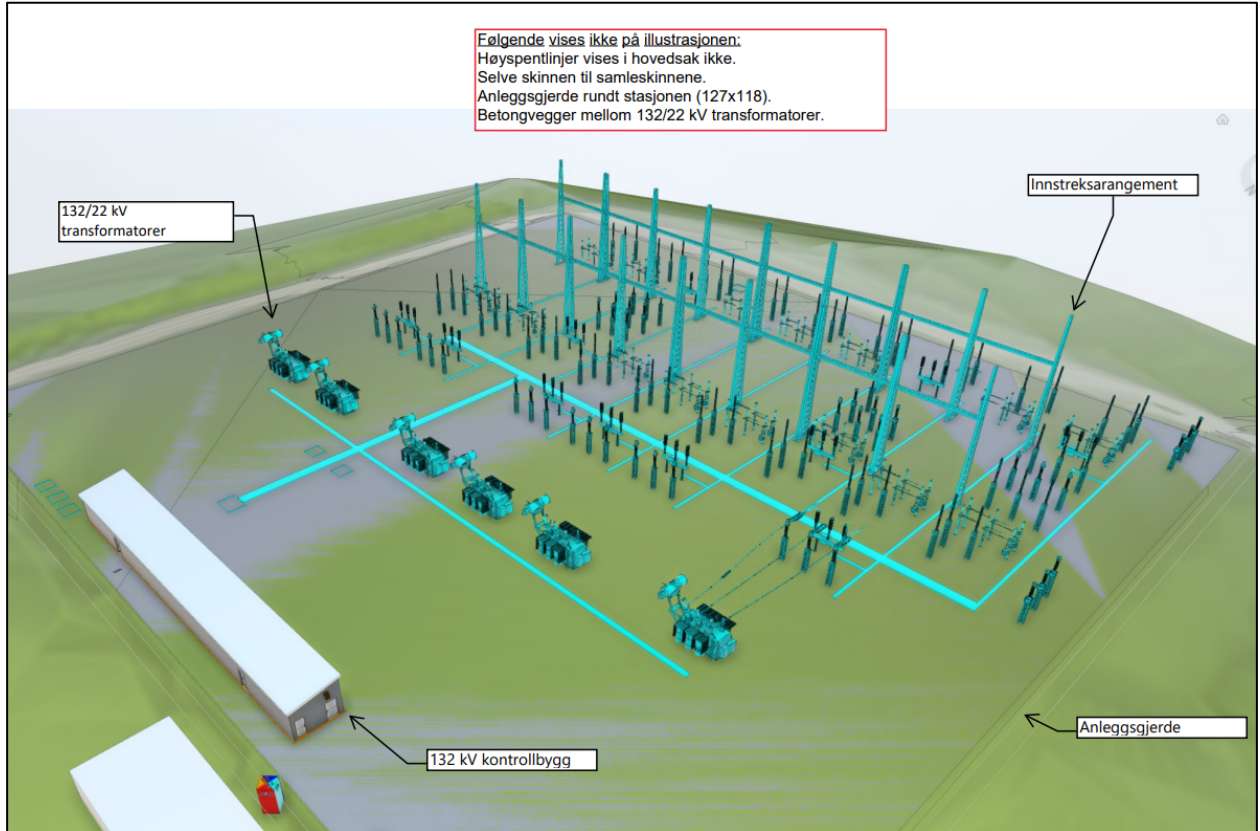 Følgende vises ikke på illustrasjonen:
Høyspentlinjer vises i hovedsak ikke.
Selve skinnen til samleskinnene.
Anleggsgjerde rundt stasjonen (127x118).
Betongvegger mellom 132/22 kV transformatorer.
Innstreksarangement
132/22 kV
transformatorer
Anleggsgjerde
132 kV kontrollbygg